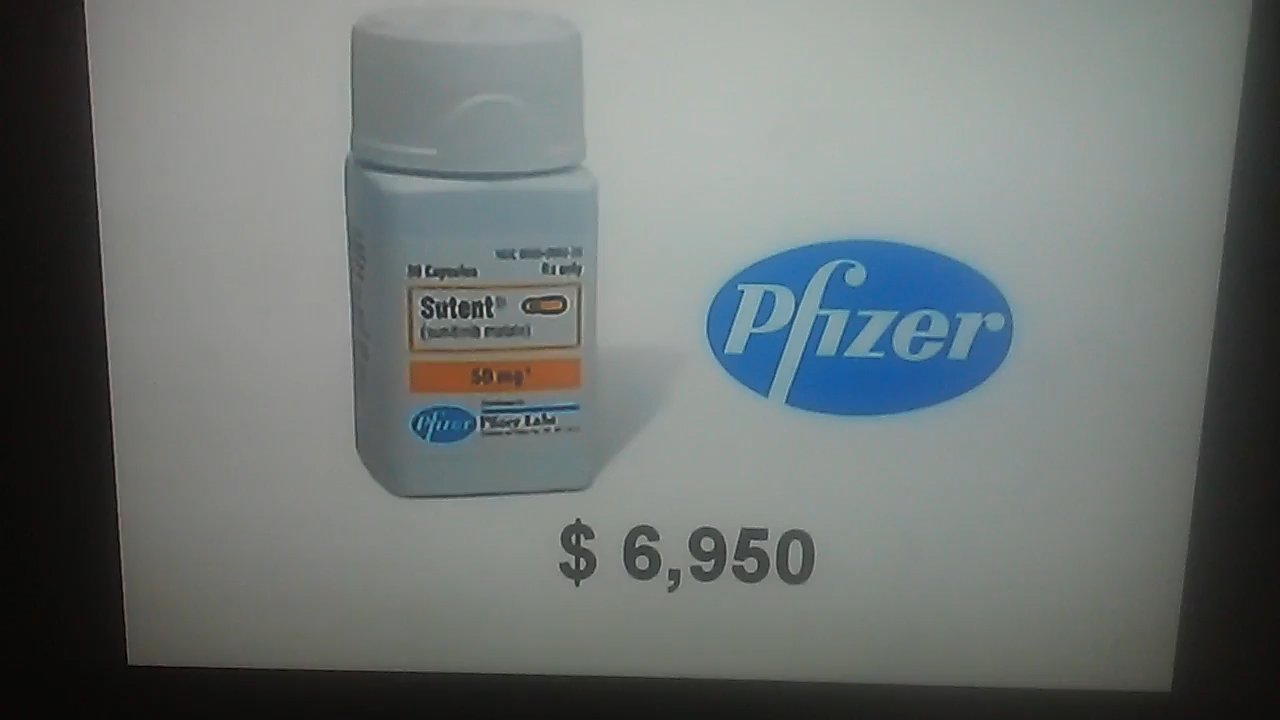 Rx only
Sutent®
50 mg*
Pfizer
Pfizer Labs
Pfizer
$ 6,950